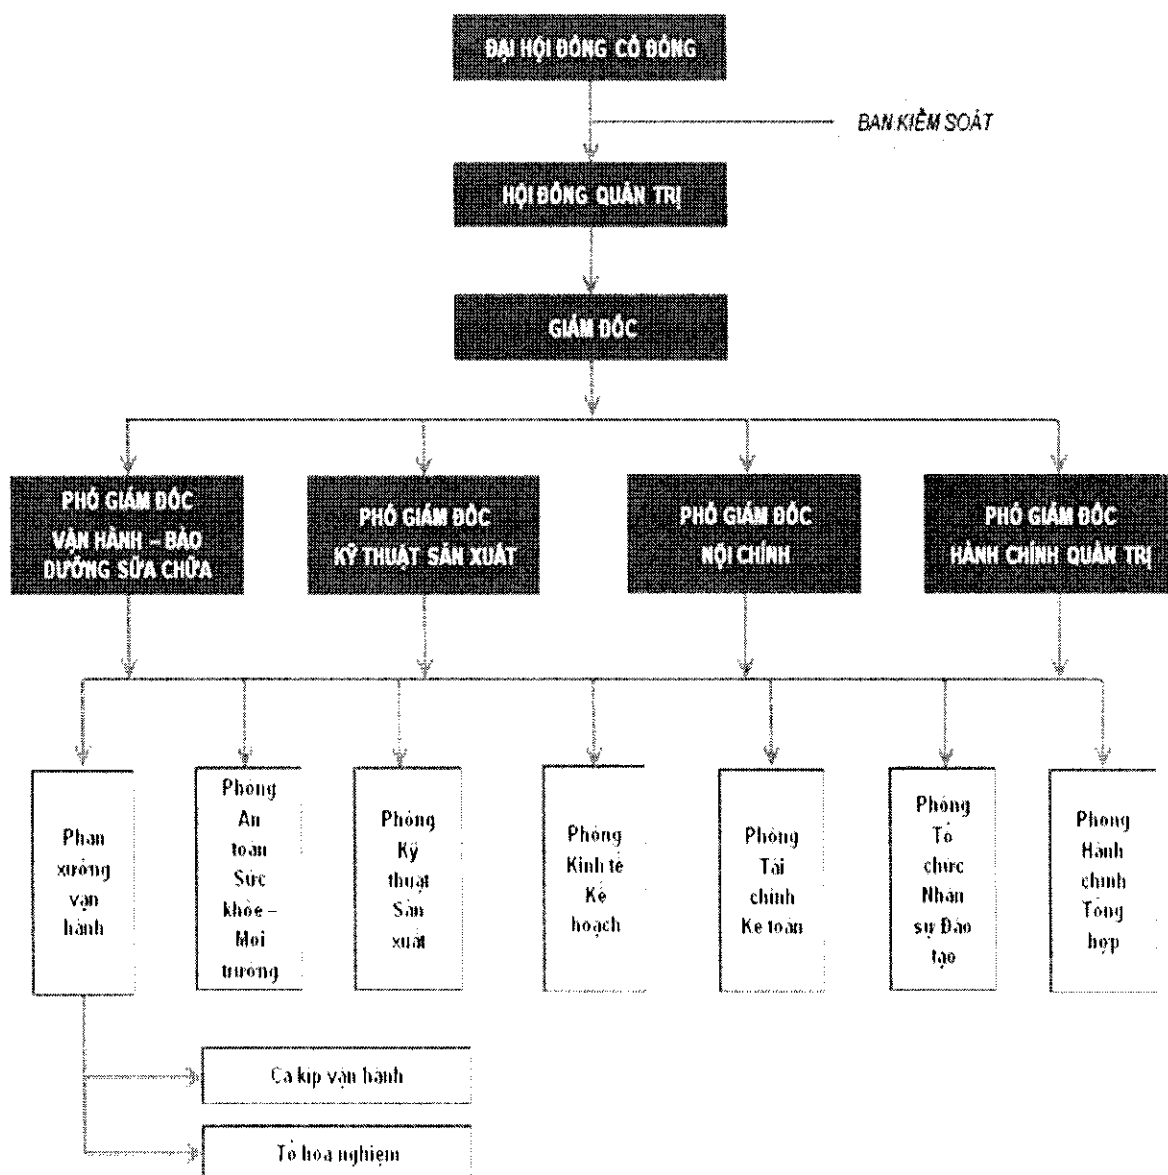 ĐẠI HỘI ĐỒNG CỔ ĐÔNG
BAN KIỂM SOÁT
HỘI ĐỒNG QUẢN TRỊ
GIÁM ĐỐC
PHÓ GIÁM ĐỐC
VẬN HÀNH – BẢO
DƯỠNG SỬA CHỮA
PHÓ GIÁM ĐỐC
KỸ THUẬT SẢN XUẤT
PHÓ GIÁM ĐỐC
NỘI CHÍNH
PHÓ GIÁM ĐỐC
HÀNH CHÍNH QUẢN TRỊ
Phân
xưởng
vận
hành
Phòng
An
toàn
Sức
khỏe –
Môi
trường
Phòng
Kỹ
thuật
Sản
xuất
Phòng
Kinh tế
Kế
hoạch
Phòng
Tài
chính
Kế toán
Phòng
Tổ
chức
Nhân
sự Đào
tạo
Phòng
Hành
chính
Tổng
hợp
Ca kíp vận hành
Tổ hóa nghiệm